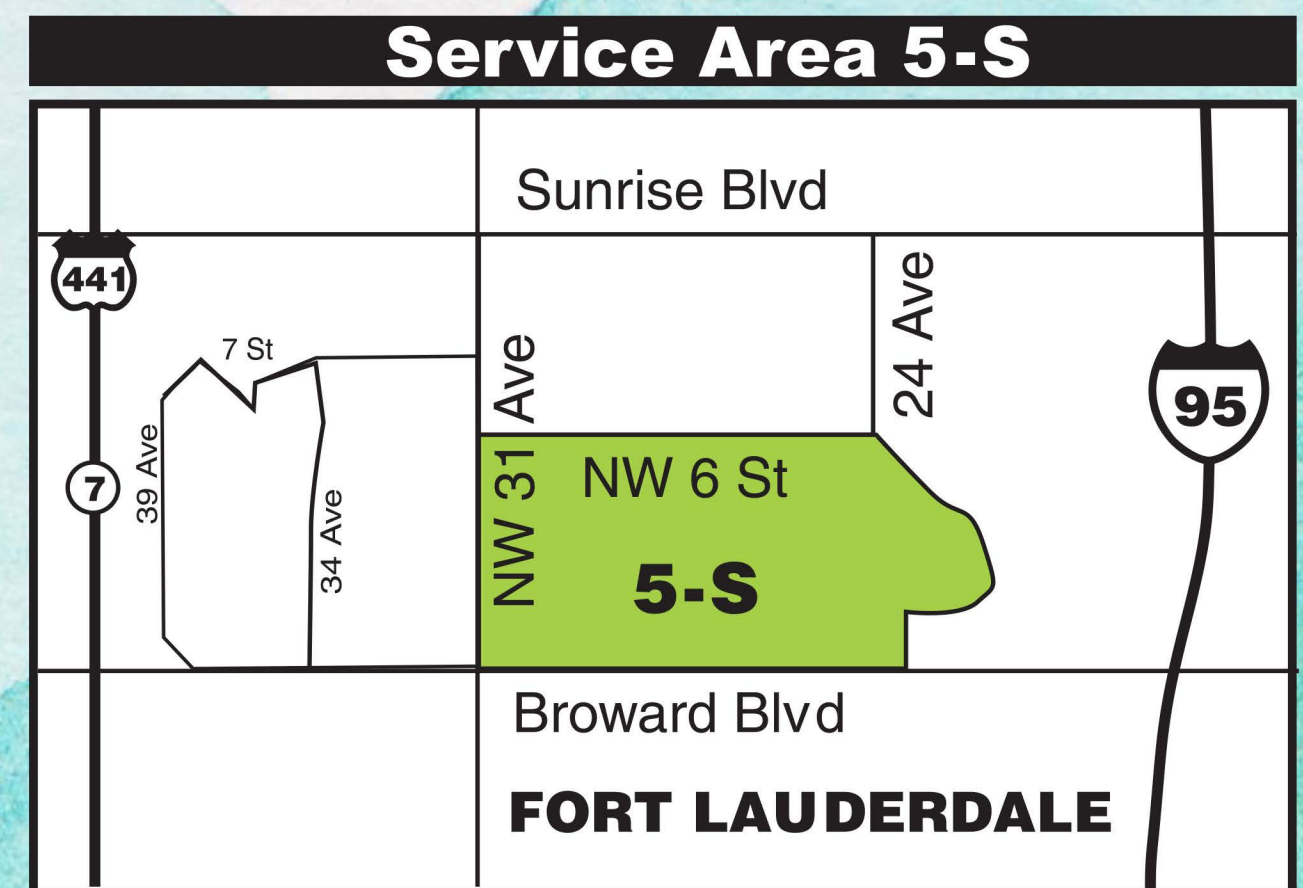 Service Area 5-S
Sunrise Blvd
441
7 St
NW 31 Ave
24 Ave
95
39 Ave
7
34 Ave
NW 6 St
5-S
Broward Blvd
FORT LAUDERDALE